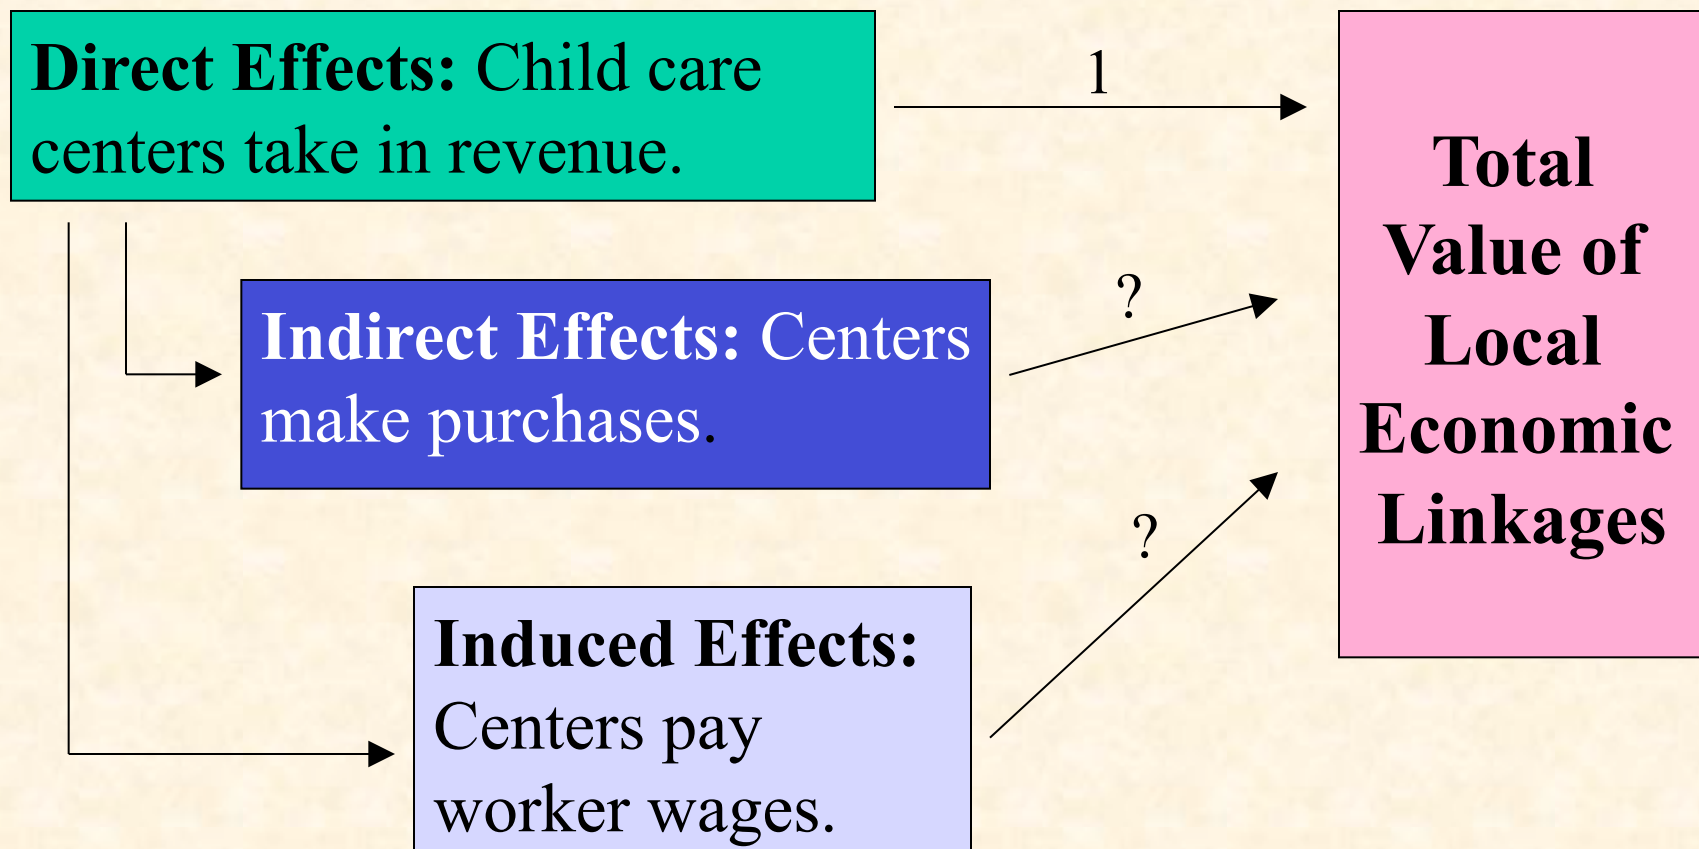 Direct Effects: Child care
centers take in revenue.
1
Indirect Effects: Centers
make purchases.
?
Induced Effects:
Centers pay
worker wages.
?
Total
Value of
Local
Economic
Linkages